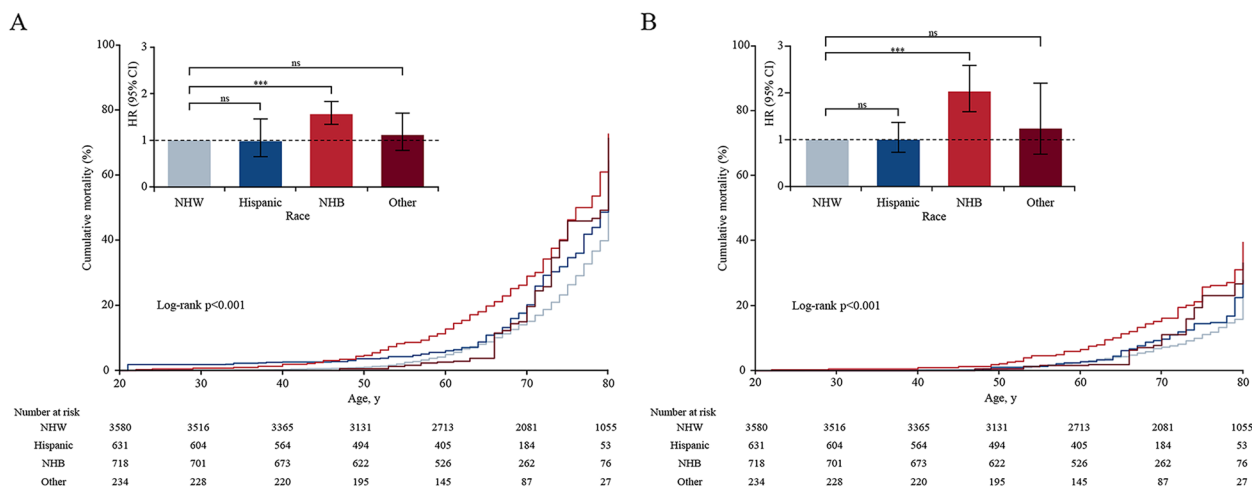 A
Cumulative mortality (%)
100
80
60
40
20
0
HR (95% CI)
3
2
1
0
ns
***
ns
NHW Hispanic NHB Other
Race
Log-rank p<0.001
20 30 40 50 60 70 80
Age, y
Number at risk
NHW 3580 3516 3365 3131 2713 2081 1055
Hispanic 631 604 564 494 405 184 53
NHB 718 701 673 622 526 262 76
Other 234 228 220 195 145 87 27
B
Cumulative mortality (%)
100
80
60
40
20
0
HR (95% CI)
3
2
1
0
ns
***
ns
NHW Hispanic NHB Other
Race
Log-rank p<0.001
20 30 40 50 60 70 80
Age, y
Number at risk
NHW 3580 3516 3365 3131 2713 2081 1055
Hispanic 631 604 564 494 405 184 53
NHB 718 701 673 622 526 262 76
Other 234 228 220 195 145 87 27